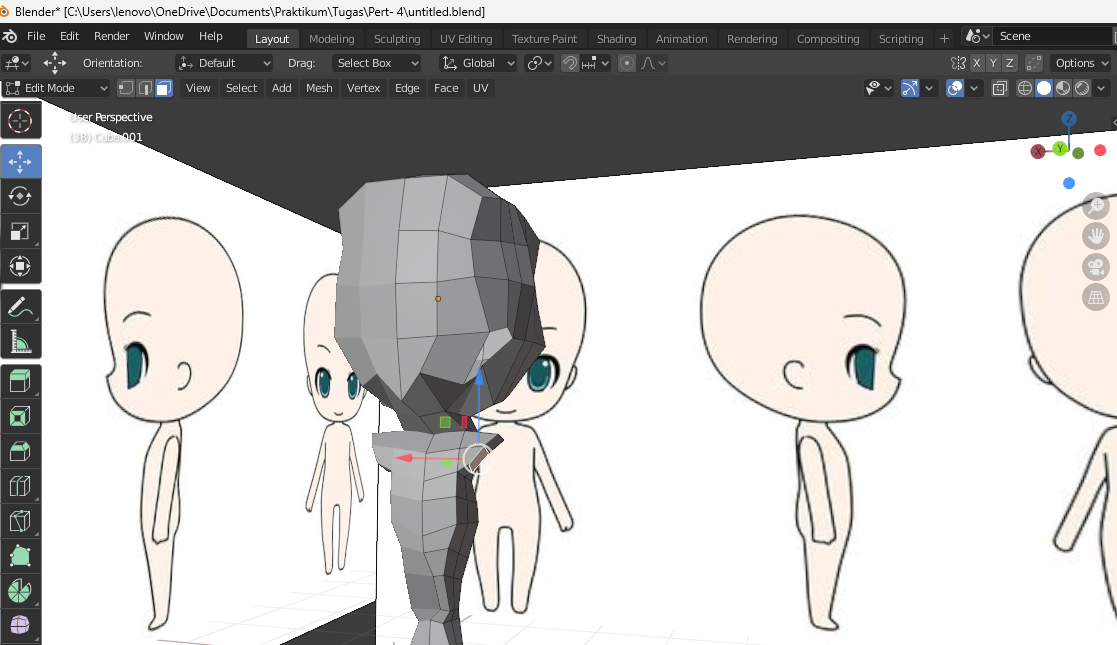 Blender* [C:\Users\lenovo\OneDrive\Documents\Praktikum\Tugas\Pert- 4\untitled.blend]
File Edit Render Window Help Layout Modeling Sculpting UV Editing Texture Paint Shading Animation Rendering Compositing Scripting + Scene
Orientation: Default Drag: Select Box Global X Y Z Options
Edit Mode View Select Add Mesh Vertex Edge Face UV
User Perspective
(38) Cube.001
Z
X Y